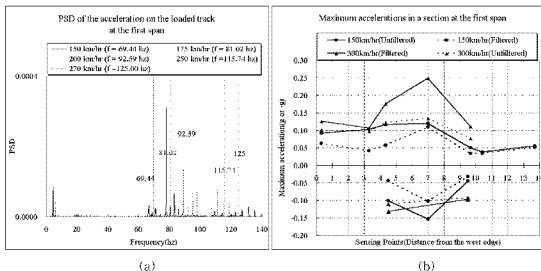 PSD of the acceleration on the loaded track
at the first span
150 km/hr (f = 69.44 hz)
175 km/hr (f = 81.02 hz)
200 km/hr (f = 92.59 hz)
250 km/hr (f =115.74 hz)
270 km/hr (f =125.00 hz)
0.0004
PSD
92.59
81.02
125
69.44
115.74
0.0000
0 20 40 60 80 100 120 140
Frequency(hz)
(a)
Maximum accelerations in a section at the first span
150km/hr(Unfiltered)
150km/hr(Filtered)
300km/hr(Filtered)
300km/hr(Unfiltered)
Maximum acceleration(g or -g)
0.30
0.25
0.20
0.15
0.10
0.05
0.00
0 1 2 3 4 5 6 7 8 9 10 11 12 13 14
-0.05
-0.10
-0.15
-0.20
Sensing Points(Distance from the west edge)
(b)